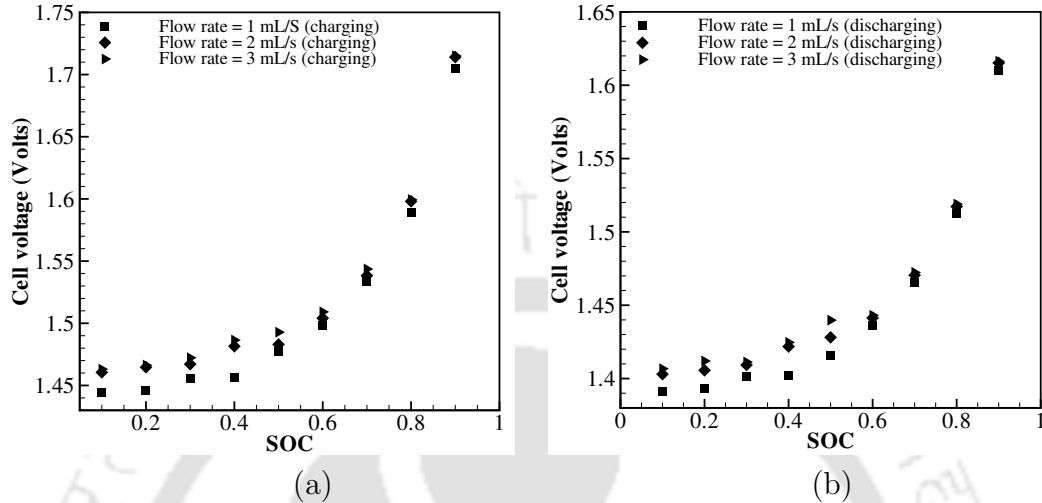 1.75
1.7
1.65
1.6
1.55
1.5
1.45
Cell voltage (Volts)
Flow rate = 1 mL/S (charging)
Flow rate = 2 mL/s (charging)
Flow rate = 3 mL/s (charging)
0.2 0.4 0.6 0.8 1
SOC
(a)
1.65
1.6
1.55
1.5
1.45
1.4
Cell voltage (Volts)
Flow rate = 1 mL/s (discharging)
Flow rate = 2 mL/s (discharging)
Flow rate = 3 mL/s (discharging)
0 0.2 0.4 0.6 0.8 1
SOC
(b)